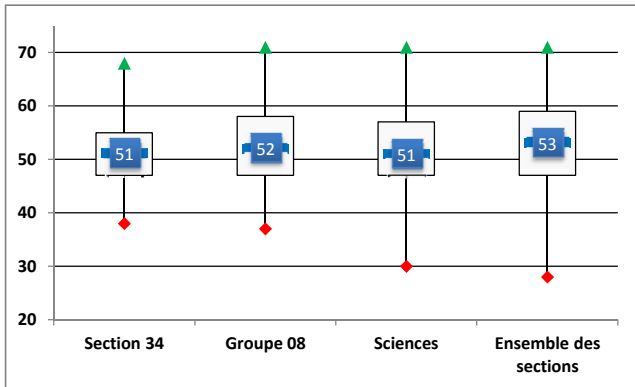 70
60
50
40
30
20
51
52
51
53
Section 34
Groupe 08
Sciences
Ensemble des
sections